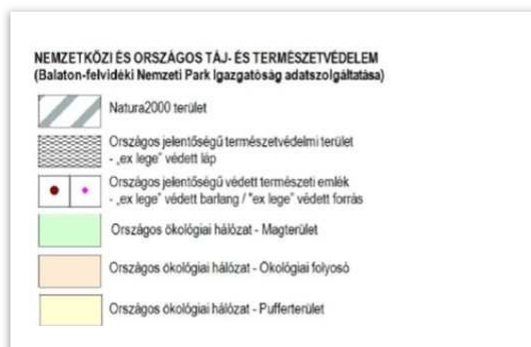 NEMZETKÖZI ÉS ORSZÁGOS TÁJ- ÉS TERMÉSZETVÉDELEM
(Balaton-felvidéki Nemzeti Park Igazgatóság adatszolgáltatása)
Natura2000 terület
Országos jelentőségű természetvédelmi terület
- „ex lege” védett láp
Országos jelentőségű védett természeti emlék
- „ex lege” védett barlang / "ex lege" védett forrás
Országos ökológiai hálózat - Magterület
Országos ökológiai hálózat - Ökológiai folyosó
Országos ökológiai hálózat - Pufferterület